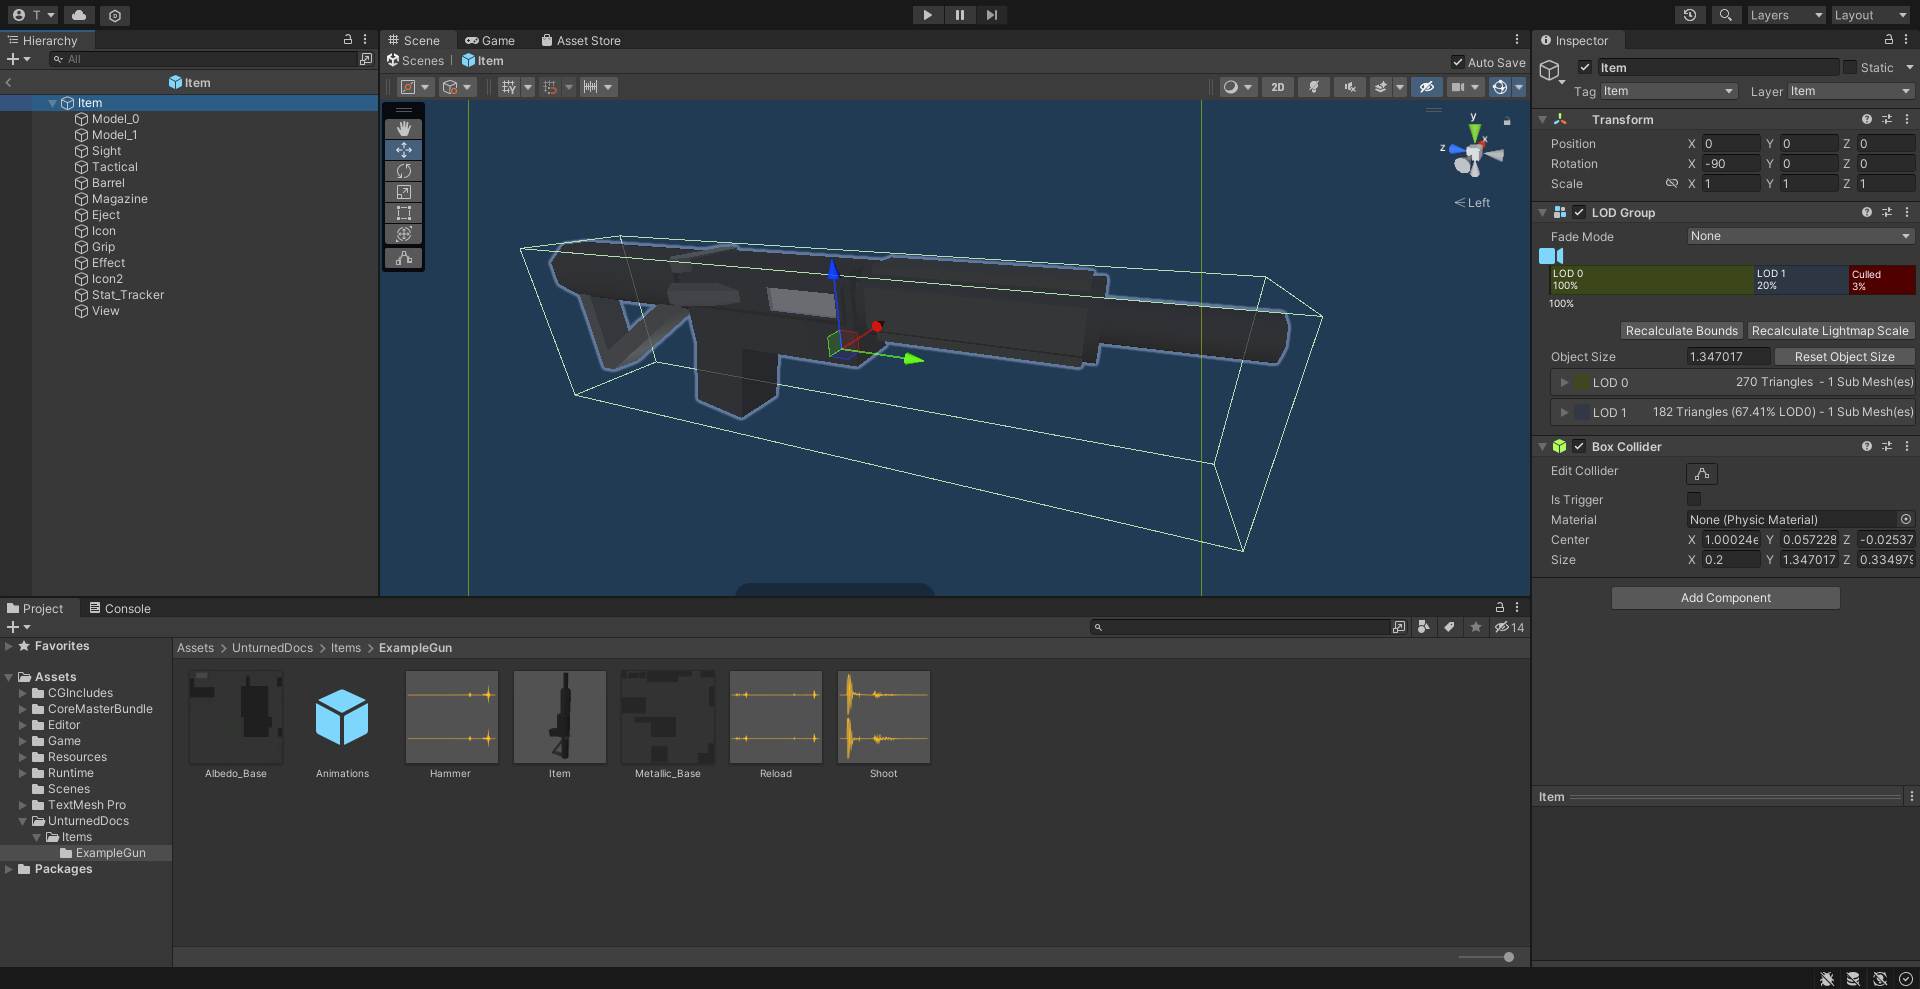 T
Layers
Layout
Hierarchy
All
Item
Item
Model_0
Model_1
Sight
Tactical
Barrel
Magazine
Eject
Icon
Grip
Effect
Icon2
Stat_Tracker
View
Scene
Game
Asset Store
Scenes
Item
Auto Save
2D
y
x
z
Left
Inspector
Item
Static
Tag Item
Layer Item
Transform
Position X 0 Y 0 Z 0
Rotation X -90 Y 0 Z 0
Scale X 1 Y 1 Z 1
LOD Group
Fade Mode None
LOD 0
100%
LOD 1
20%
Culled
3%
100%
Recalculate Bounds
Recalculate Lightmap Scale
Object Size 1.347017
Reset Object Size
LOD 0 270 Triangles - 1 Sub Mesh(es)
LOD 1 182 Triangles (67.41% LOD0) - 1 Sub Mesh(es)
Box Collider
Edit Collider
Is Trigger
Material None (Physic Material)
Center X 1.00024e Y 0.057228 Z -0.02537
Size X 0.2 Y 1.347017 Z 0.334979
Add Component
Item
Project
Console
14
Favorites
Assets
CGIncludes
CoreMasterBundle
Editor
Game
Resources
Runtime
Scenes
TextMesh Pro
UnturnedDocs
Items
ExampleGun
Packages
Assets > UnturnedDocs > Items > ExampleGun
Albedo_Base
Animations
Hammer
Item
Metallic_Base
Reload
Shoot